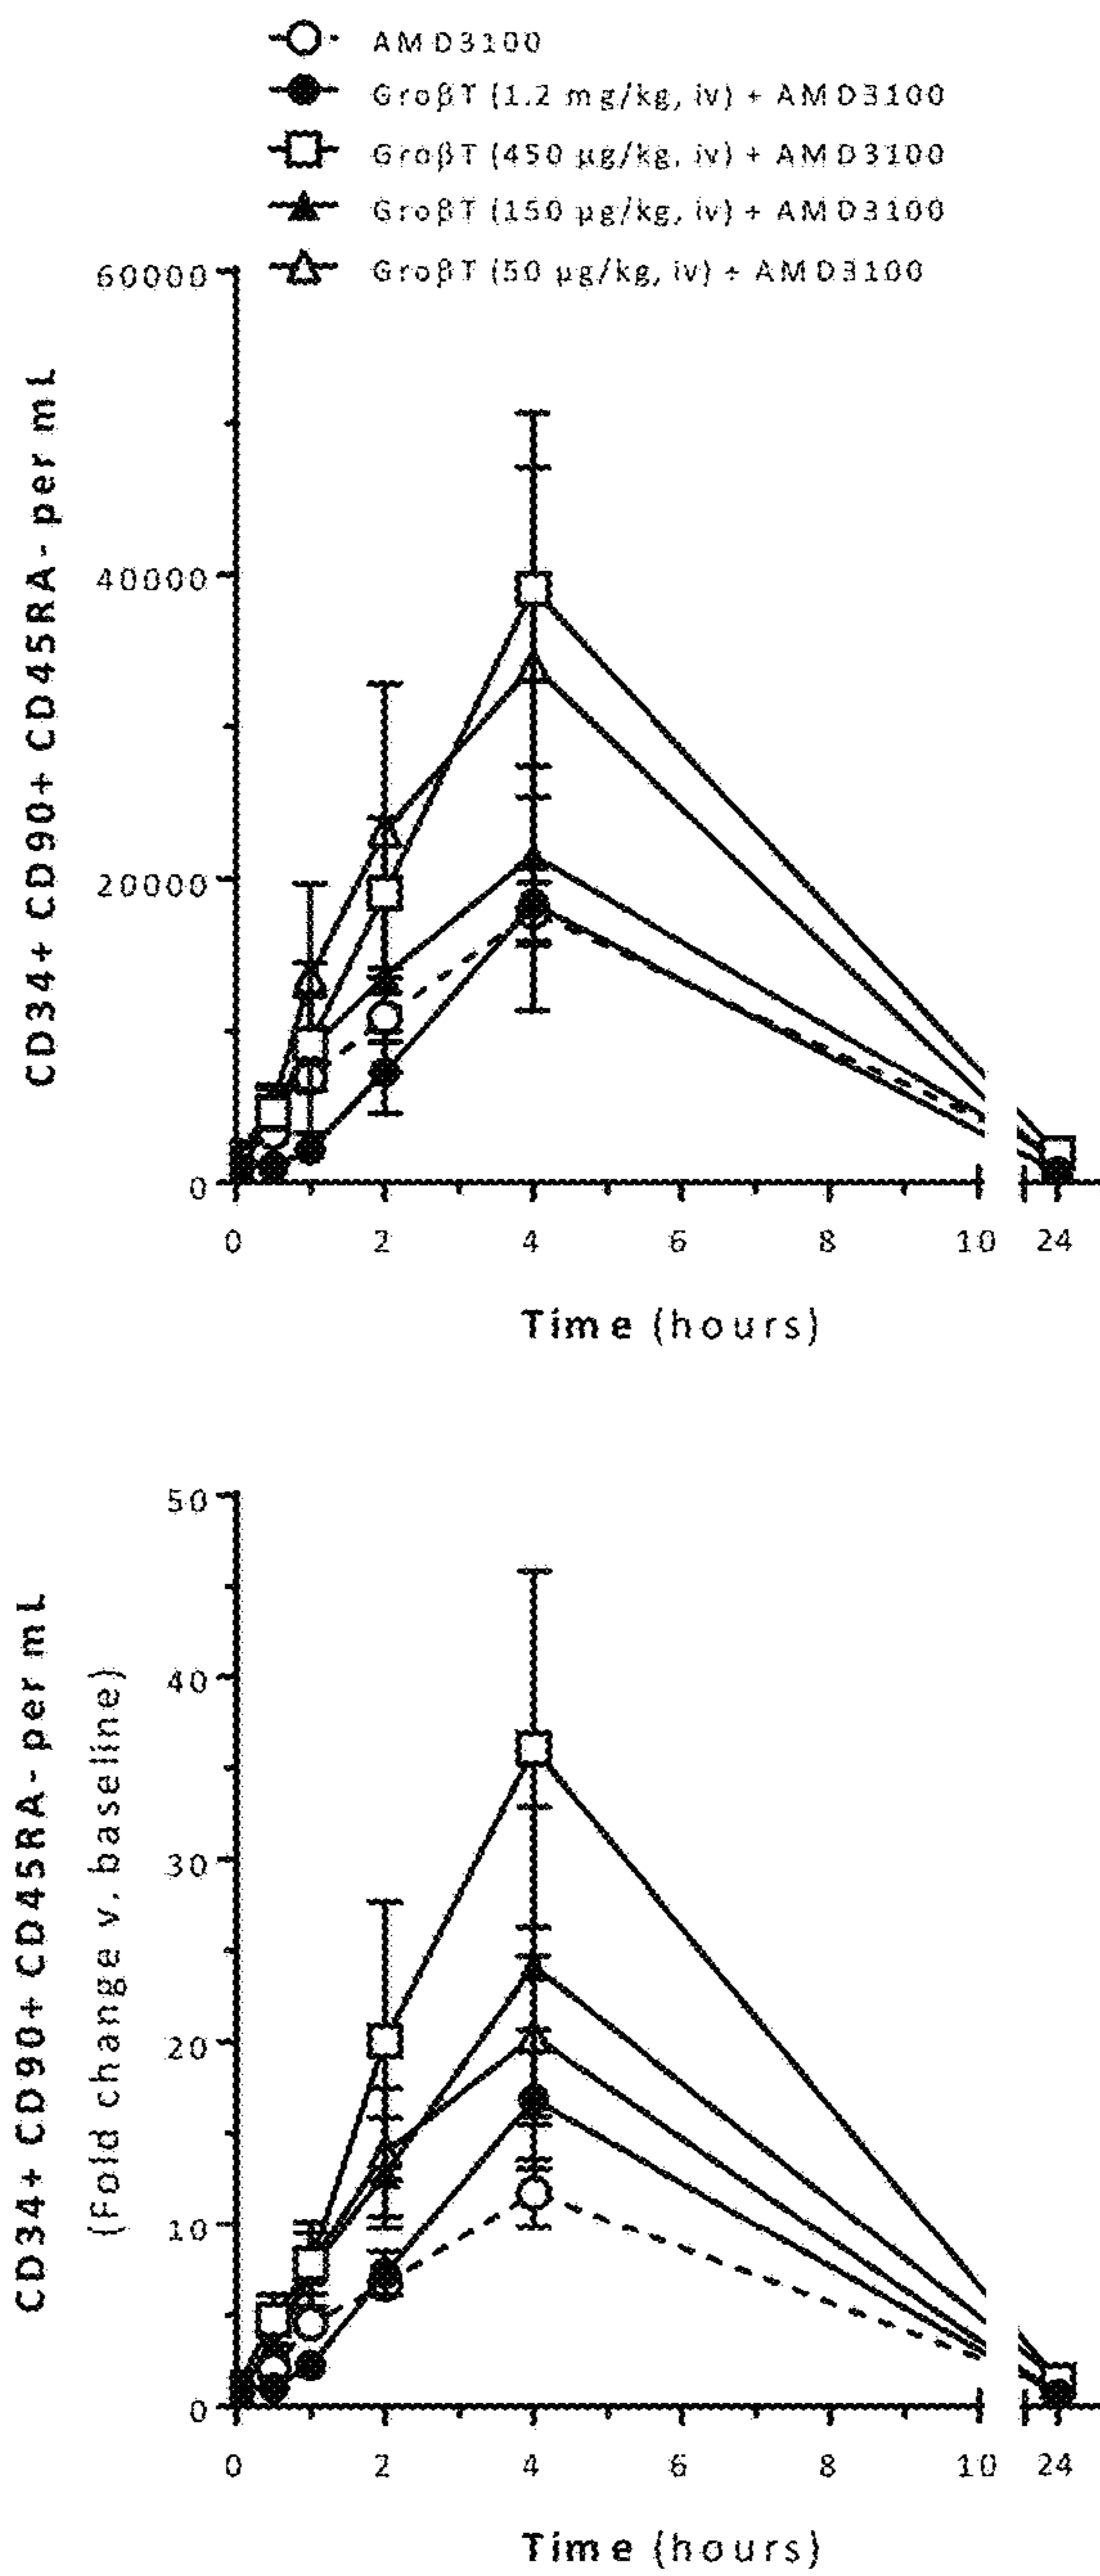 AMD3100
GroβT (1.2 mg/kg, iv) + AMD3100
GroβT (450 µg/kg, iv) + AMD3100
GroβT (150 µg/kg, iv) + AMD3100
GroβT (50 µg/kg, iv) + AMD3100
CD34+ CD90+ CD45RA- per mL
60000
40000
20000
0
0 2 4 6 8 10 24
Time (hours)
CD34+ CD90+ CD45RA- per mL
(Fold change v. baseline)
50
40
30
20
10
0
0 2 4 6 8 10 24
Time (hours)